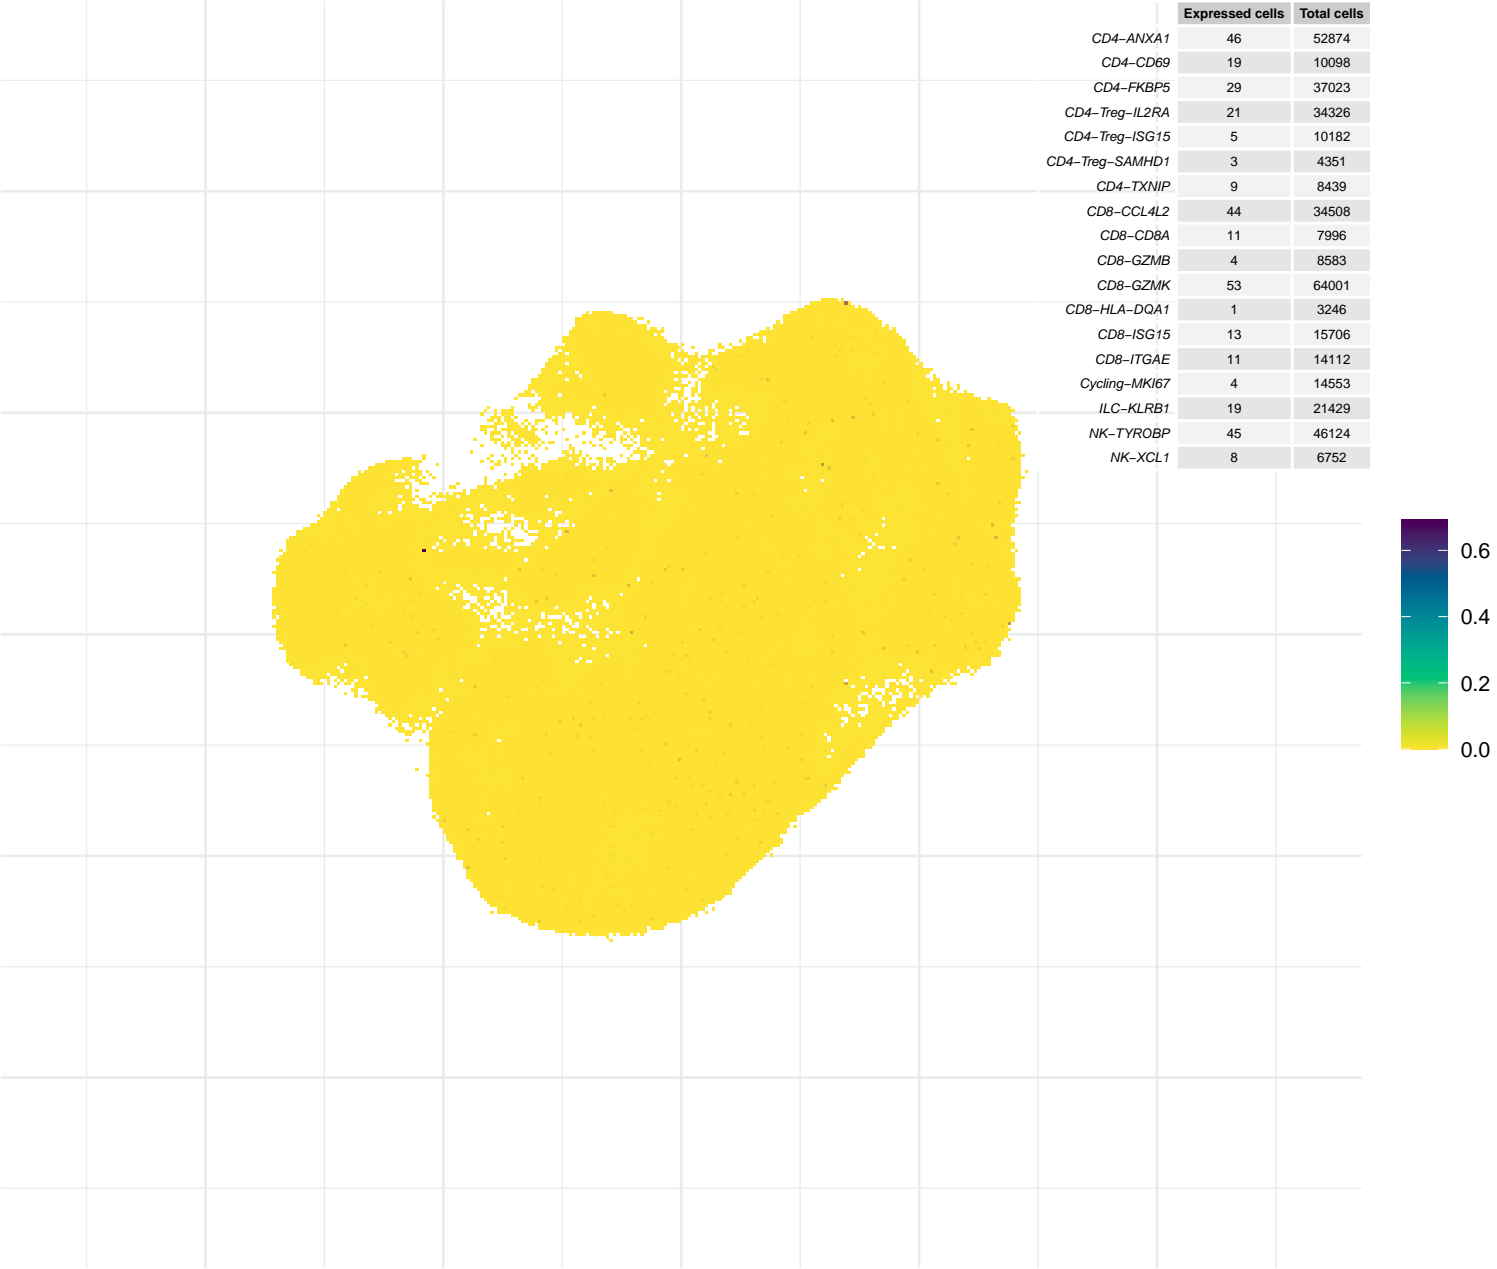 Expressed cells Total cells
CD4−ANXA1 46 52874
CD4−CD69 19 10098
CD4−FKBP5 29 37023
CD4−Treg−IL2RA 21 34326
CD4−Treg−ISG15 5 10182
CD4−Treg−SAMHD1 3 4351
CD4−TXNIP 9 8439
CD8−CCL4L2 44 34508
CD8−CD8A 11 7996
CD8−GZMB 4 8583
CD8−GZMK 53 64001
CD8−HLA−DQA1 1 3246
CD8−ISG15 13 15706
CD8−ITGAE 11 14112
Cycling−MKI67 4 14553
ILC−KLRB1 19 21429
NK−TYROBP 45 46124
NK−XCL1 8 6752
0.6
0.4
0.2
0.0